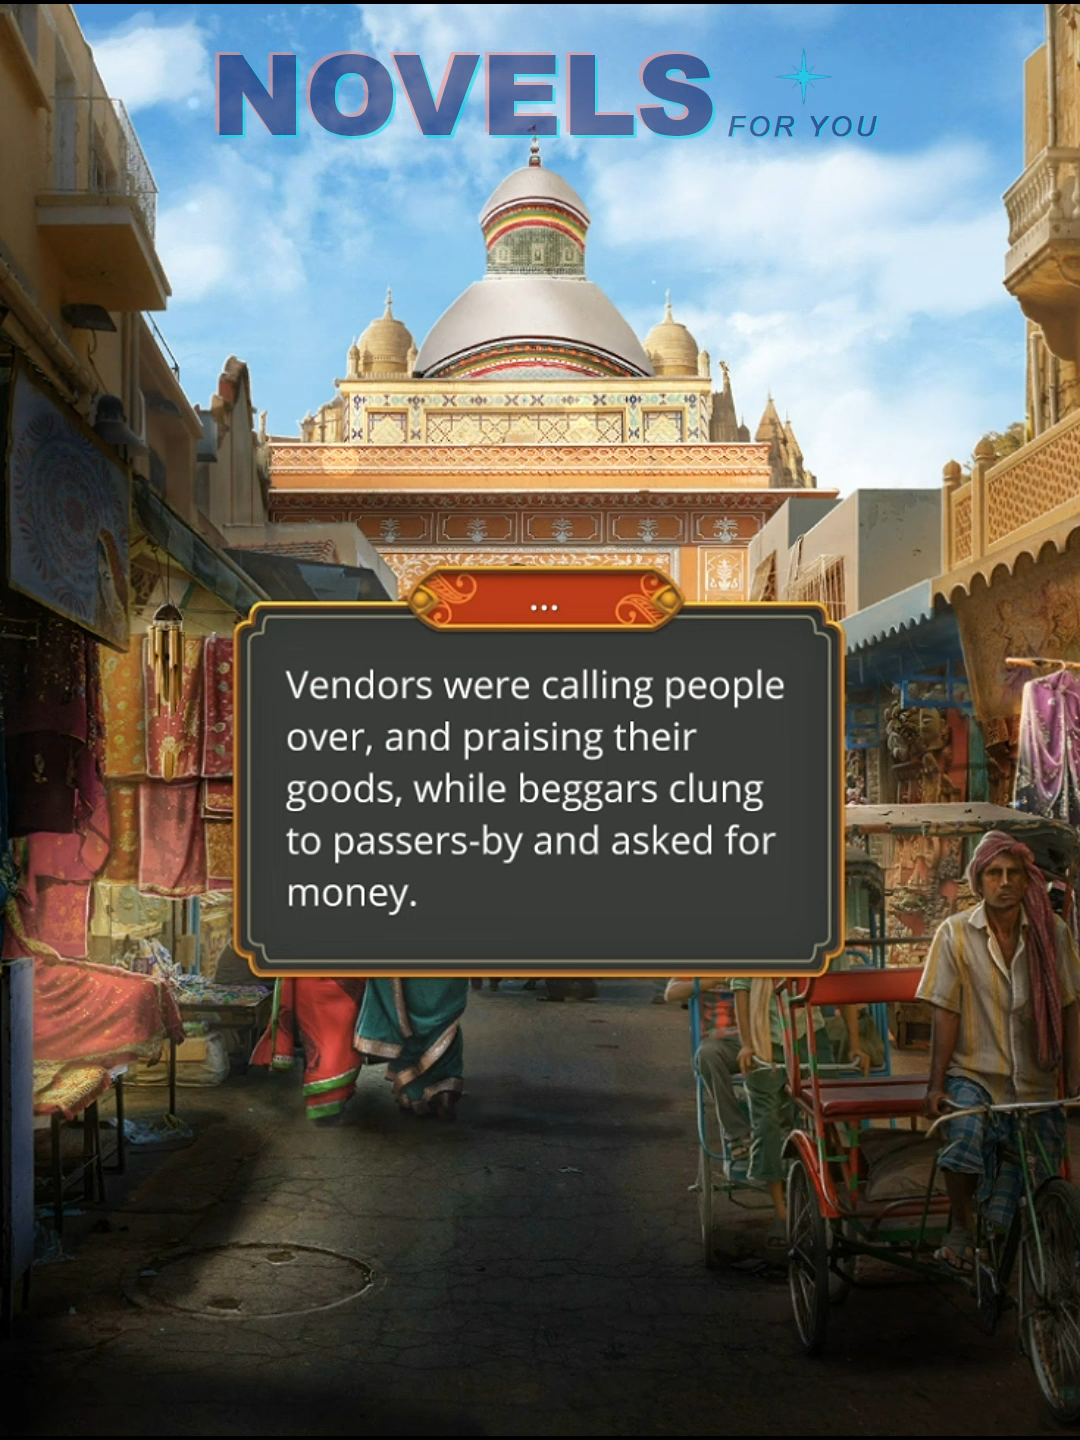 NOVELS FOR YOU
...
Vendors were calling people
over, and praising their
goods, while beggars clung
to passers-by and asked for
money.